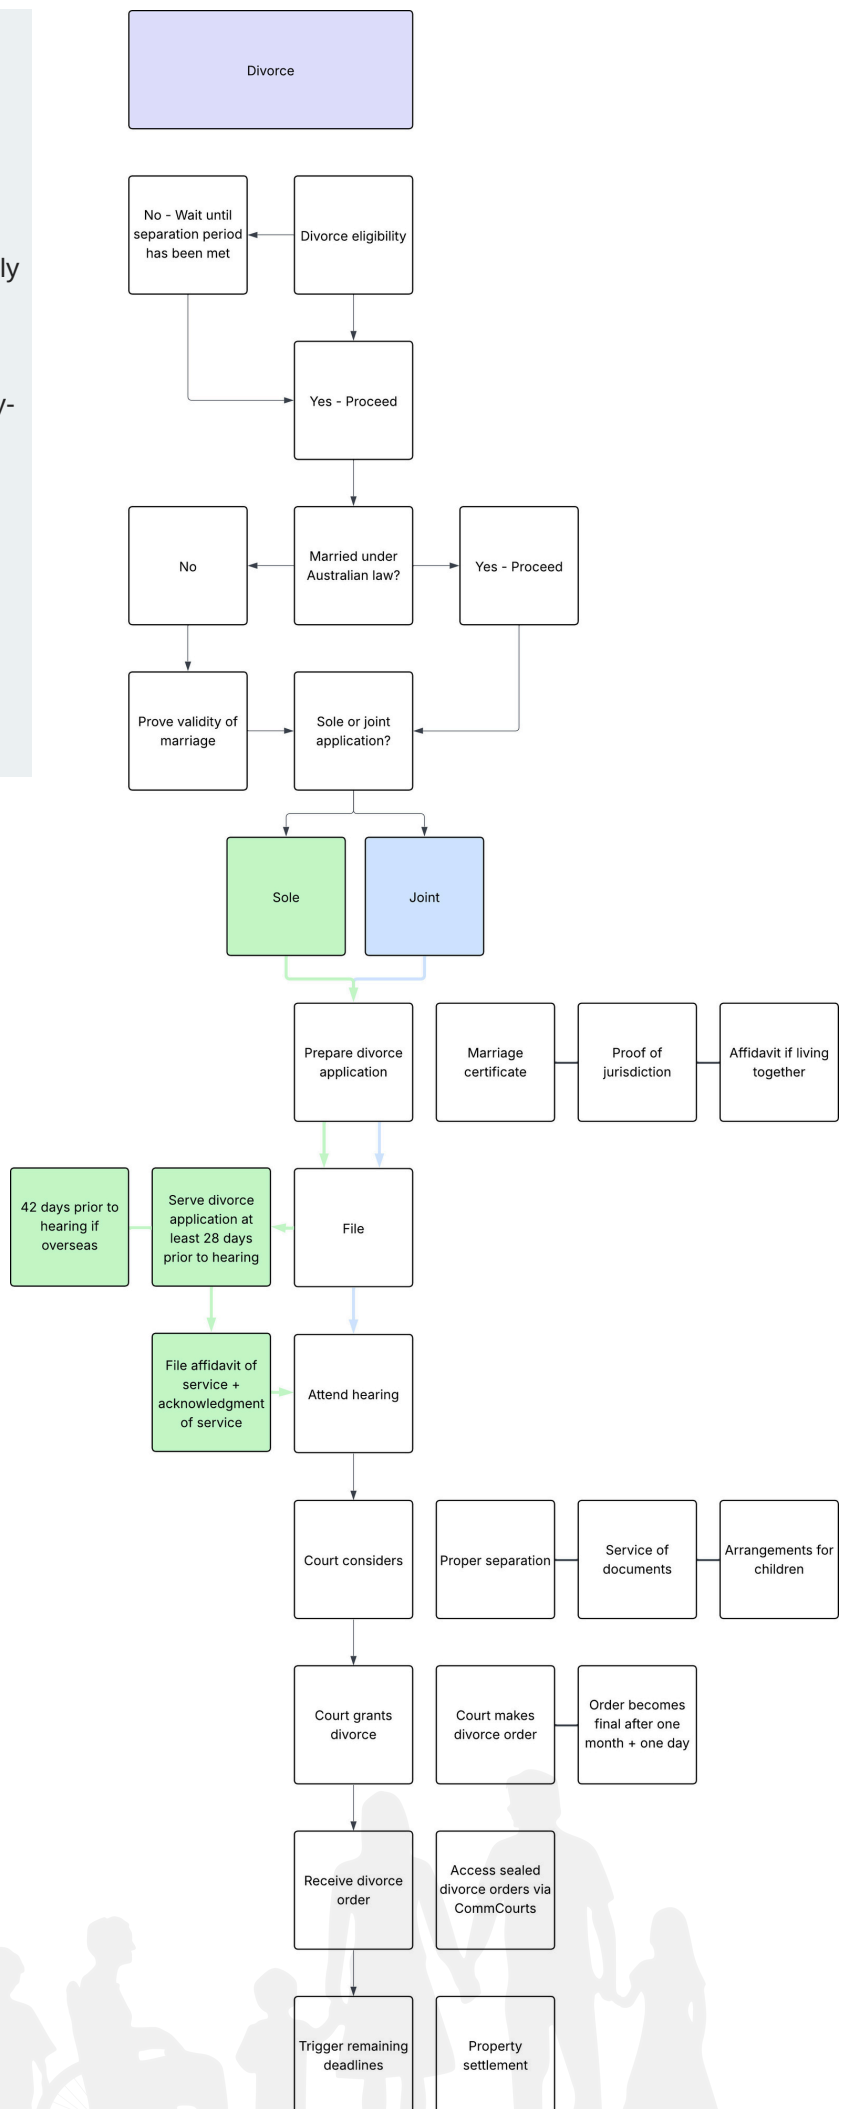 Divorce
No - Wait until
separation period
has been met
Divorce eligibility
ly
Yes - Proceed
y-
No
Married under
Australian law?
Yes - Proceed
Prove validity of
marriage
Sole or joint
application?
Sole
Joint
Prepare divorce
application
Marriage
certificate
Proof of
jurisdiction
Affidavit if living
together
42 days prior to
hearing if
overseas
Serve divorce
application at
least 28 days
prior to hearing
File
File affidavit of
service +
acknowledgment
of service
Attend hearing
Court considers
Proper separation
Service of
documents
Arrangements for
children
Court grants
divorce
Court makes
divorce order
Order becomes
final after one
month + one day
Receive divorce
order
Access sealed
divorce orders via
CommCourts
Trigger remaining
deadlines
Property
settlement